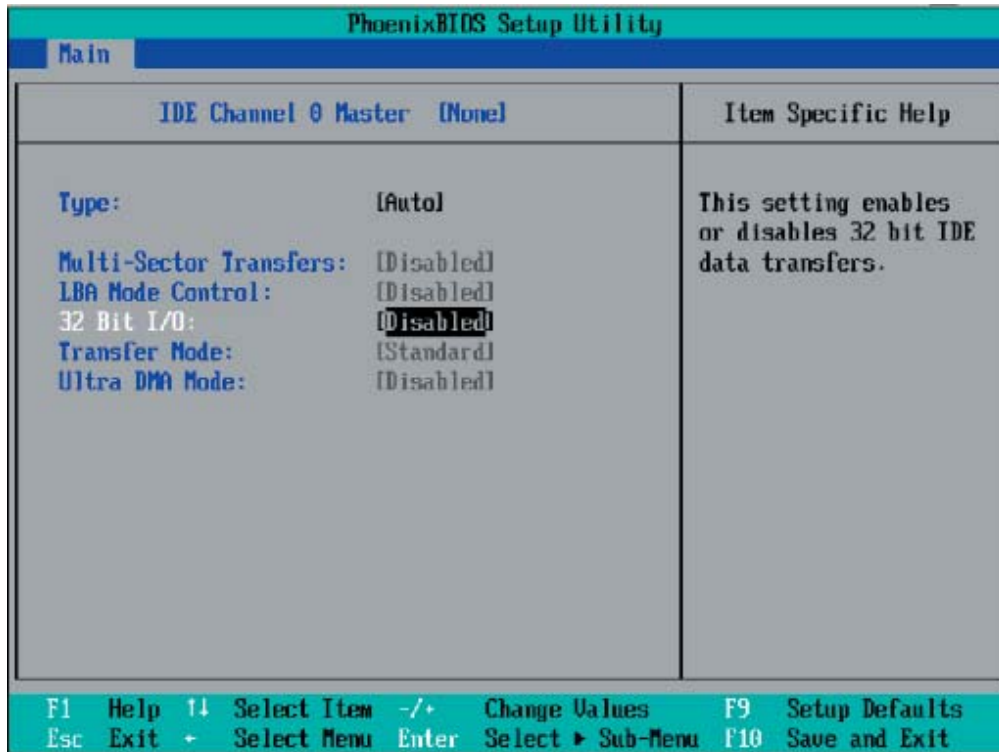 PhoenixBIOS Setup Utility
Main
IDE Channel 0 Master [None]
Item Specific Help
Type: [Auto]
Multi-Sector Transfers: [Disabled]
LBA Mode Control: [Disabled]
32 Bit I/O: [Disabled]
Transfer Mode: [Standard]
Ultra DMA Mode: [Disabled]
This setting enables
or disables 32 bit IDE
data transfers.
F1 Help ↑↓ Select Item -/+ Change Values F9 Setup Defaults
Esc Exit ← Select Menu Enter Select ▶ Sub-Menu F10 Save and Exit